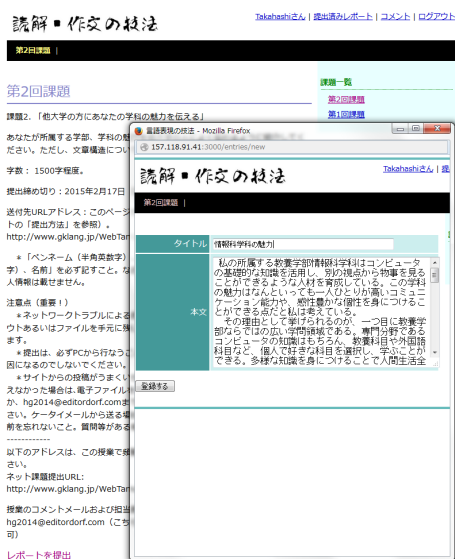 読解・作文の技法
Takahashiさん | 提出済みレポート | コメント | ログアウト
第2回課題 |
第2回課題
課題2.「他大学の方にあなたの学科の魅力を伝える」
あなたが所属する学部、学科の魅
ださい。ただし、文章構造につい
字数： 1500字程度。
提出締め切り：2015年2月17日
送付先URLアドレス：このページ
トの「提出方法」を参照）。
http://www.gklang.jp/WebTan
＊「ペンネーム（半角英数字）
字）、名前」を必ず記すこと。な
人情報は載せません。
注意点（重要！）
＊ネットワークトラブルによる
ウトあるいはファイルを手元に残
ます。
＊提出は、必ずPCから行なうこ
因になるのでしないでください。
＊サイトからの投稿がうまくい
えなかった場合は、電子ファイル
か、hg2014@editordorf.comま
さい。ケータイメールから送る場
前を忘れないこと。質問等がある
以下のアドレスは、この授業で頻
さい。
ネット課題提出URL:
http://www.gklang.jp/WebTan
授業のコメントメールおよび担当
hg2014@editordorf.com（こち
可）
レポートを提出
課題一覧
第2回課題
第1回課題
言語表現の技法 - Mozilla Firefox
157.118.91.41:3000/entries/new
読解・作文の技法
Takahashiさん | 提
第2回課題 |
タイトル
情報科学科の魅力
本文
私の所属する教養学部情報科学科はコンピュータ
の基礎的な知識を活用し、別の視点から物事を見る
ことができるような人材を育成している。この学科
の魅力はなんといっても一人ひとりが高いコミュニ
ケーション能力や、感性豊かな個性を身につけるこ
とができる点だと私は考えている。
その理由として挙げられるのが、一つ目に教養学
部ならではの広い学問領域である。専門分野である
コンピュータの知識はもちろん、教養科目や外国語
科目など、個人で好きな科目を選択し、学ぶことが
できる。多様な知識を身につけることで人間生活全
登録する